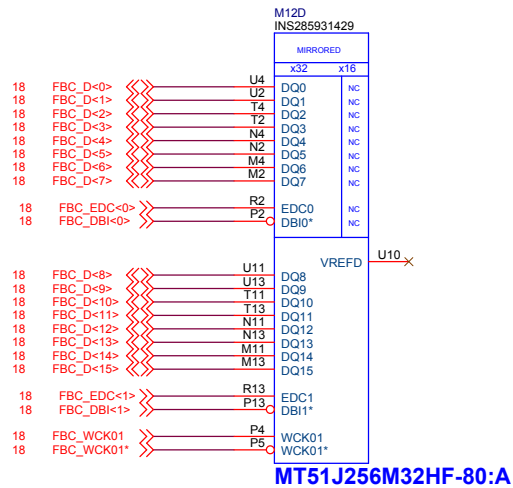 M12D
INS285931429
MIRRORED
x32 x16
18 FBC_D<0> U4 DQ0 NC
18 FBC_D<1> U2 DQ1 NC
18 FBC_D<2> T4 DQ2 NC
18 FBC_D<3> T2 DQ3 NC
18 FBC_D<4> N4 DQ4 NC
18 FBC_D<5> N2 DQ5 NC
18 FBC_D<6> M4 DQ6 NC
18 FBC_D<7> M2 DQ7 NC
18 FBC_EDC<0> R2 EDC0 NC
18 FBC_DBI<0> P2 DBI0* NC
VREFD U10
18 FBC_D<8> U11 DQ8
18 FBC_D<9> U13 DQ9
18 FBC_D<10> T11 DQ10
18 FBC_D<11> T13 DQ11
18 FBC_D<12> N11 DQ12
18 FBC_D<13> N13 DQ13
18 FBC_D<14> M11 DQ14
18 FBC_D<15> M13 DQ15
18 FBC_EDC<1> R13 EDC1
18 FBC_DBI<1> P13 DBI1*
18 FBC_WCK01 P4 WCK01
18 FBC_WCK01* P5 WCK01*
MT51J256M32HF-80:A